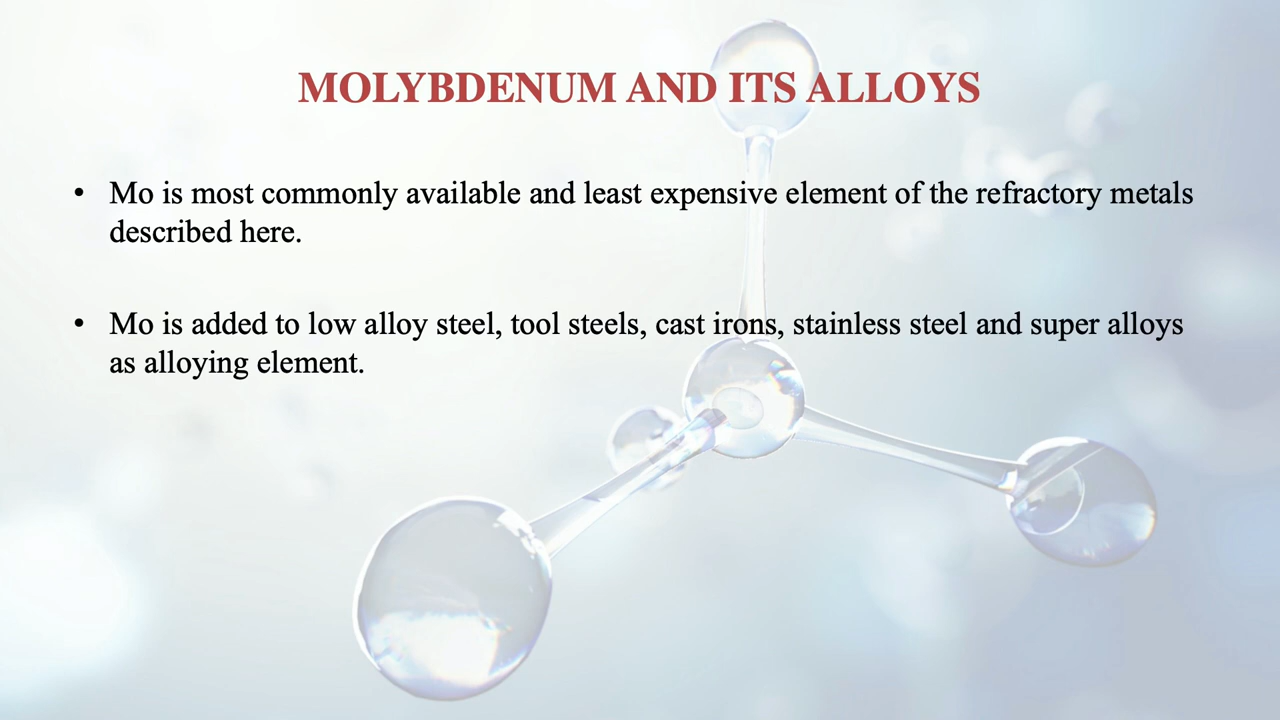 MOLYBDENUM AND ITS ALLOYS
• Mo is most commonly available and least expensive element of the refractory metals
described here.
• Mo is added to low alloy steel, tool steels, cast irons, stainless steel and super alloys
as alloying element.